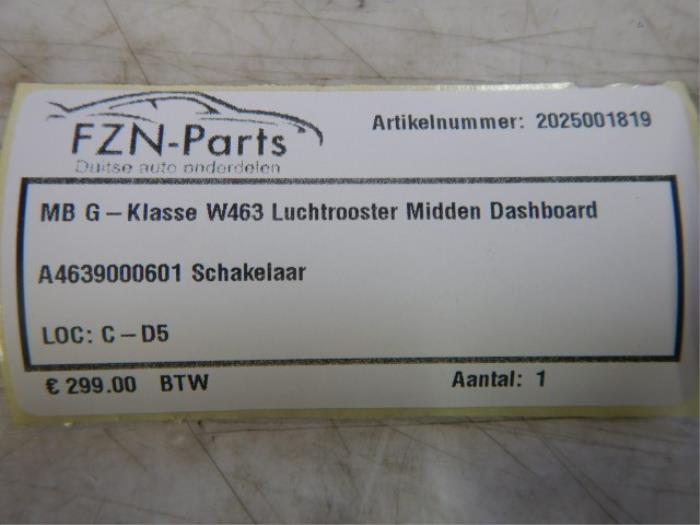 FZN-Parts
Duitse auto onderdelen
Artikelnummer: 2025001819
MB G-Klasse W463 Luchtrooster Midden Dashboard
A4639000601 Schakelaar
LOC: C-D5
€ 299.00 BTW
Aantal: 1